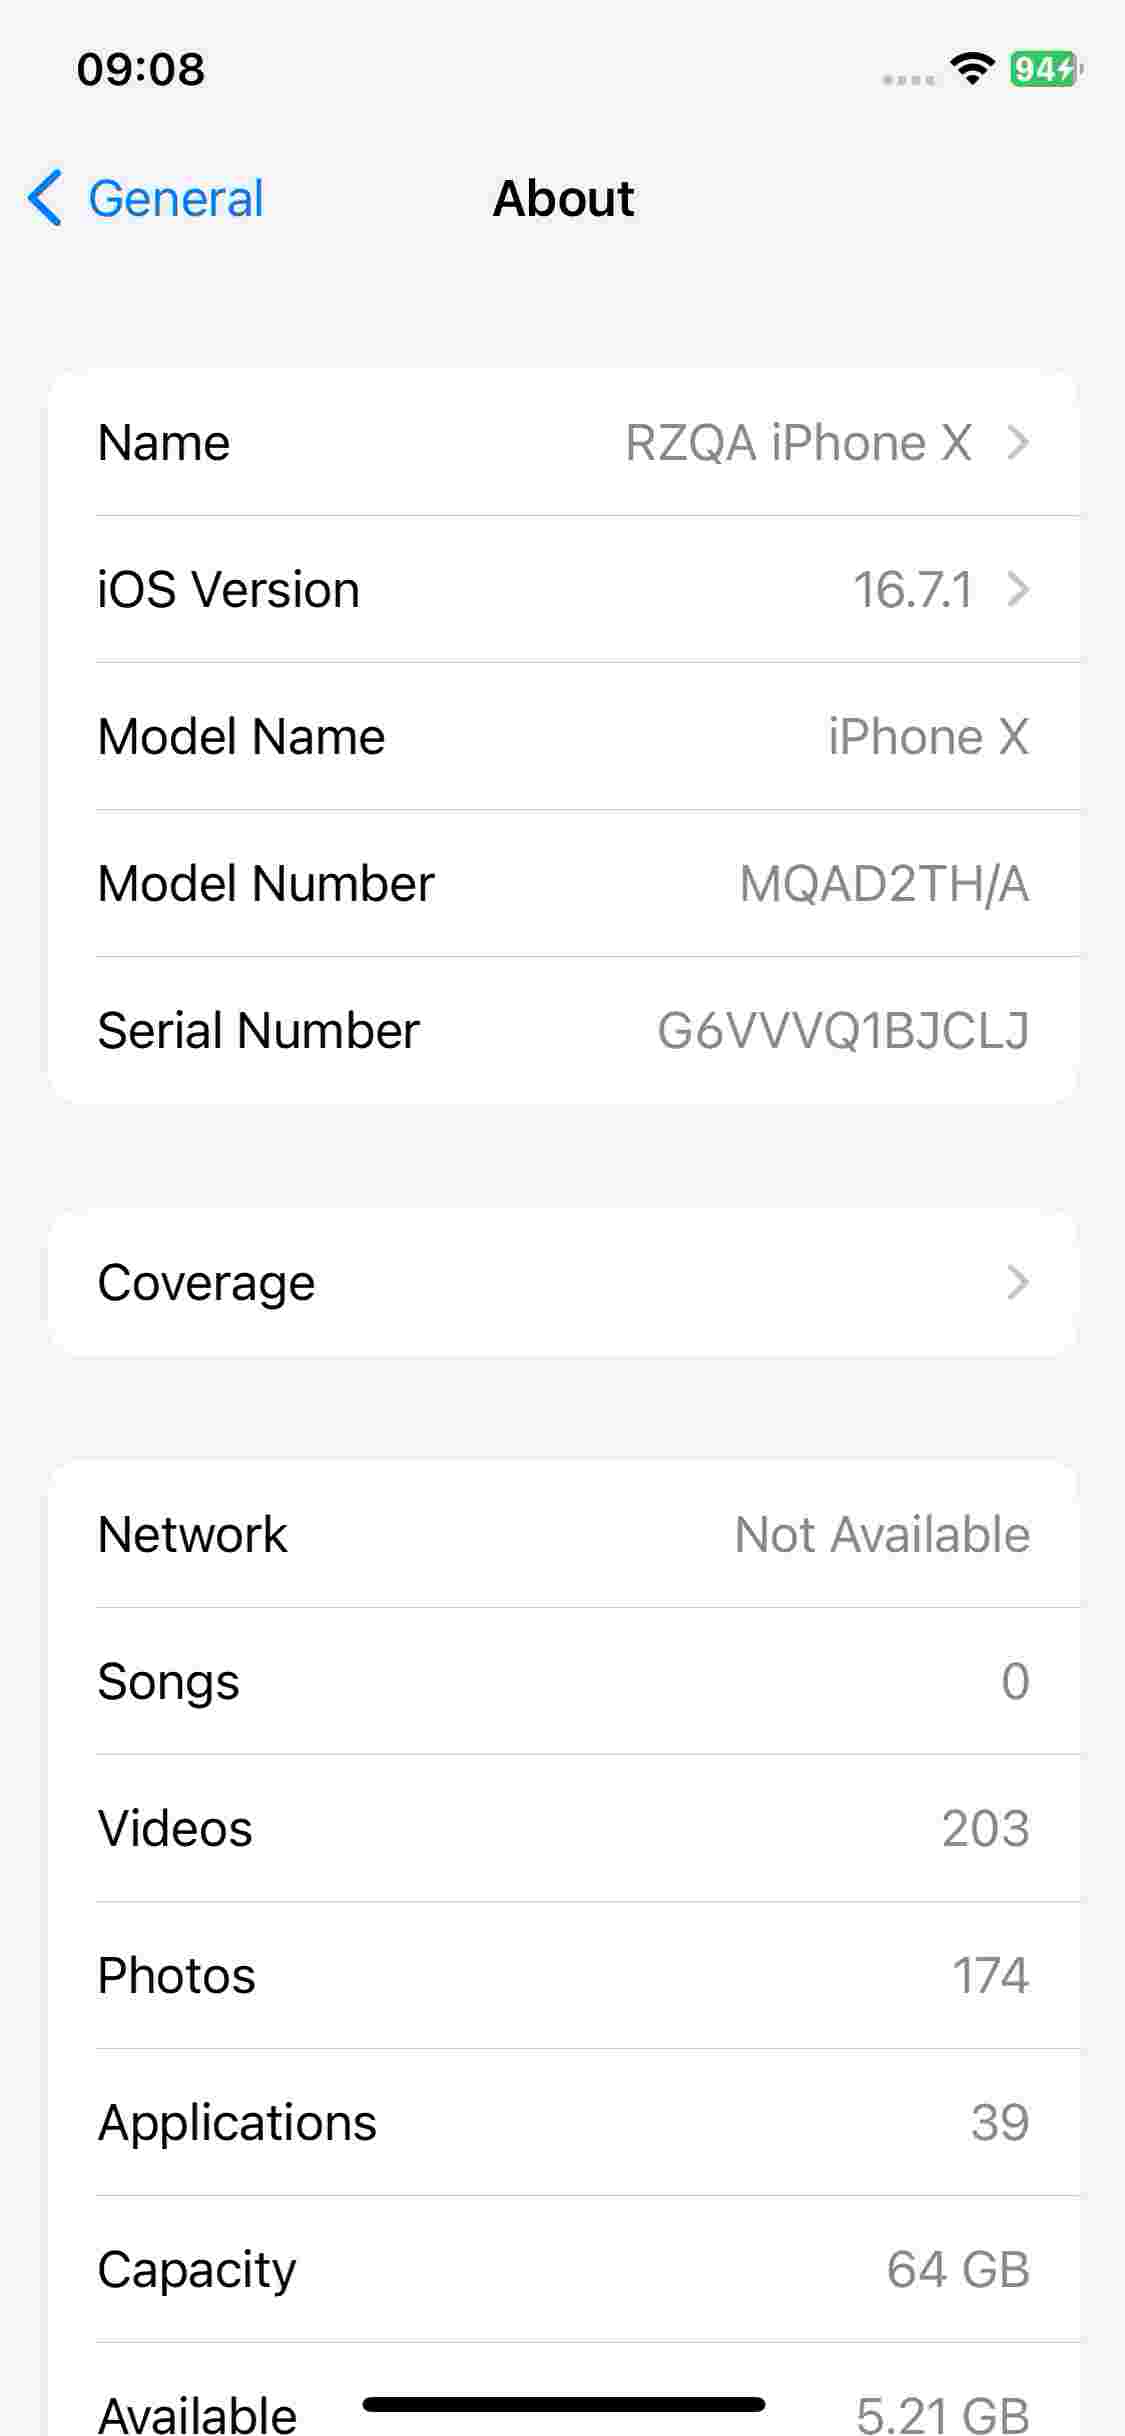 09:08
94
General
About
Name
RZQA iPhone X
iOS Version
16.7.1
Model Name
iPhone X
Model Number
MQAD2TH/A
Serial Number
G6VVVQ1BJCLJ
Coverage
Network
Not Available
Songs
0
Videos
203
Photos
174
Applications
39
Capacity
64 GB
Available
5.21 GB